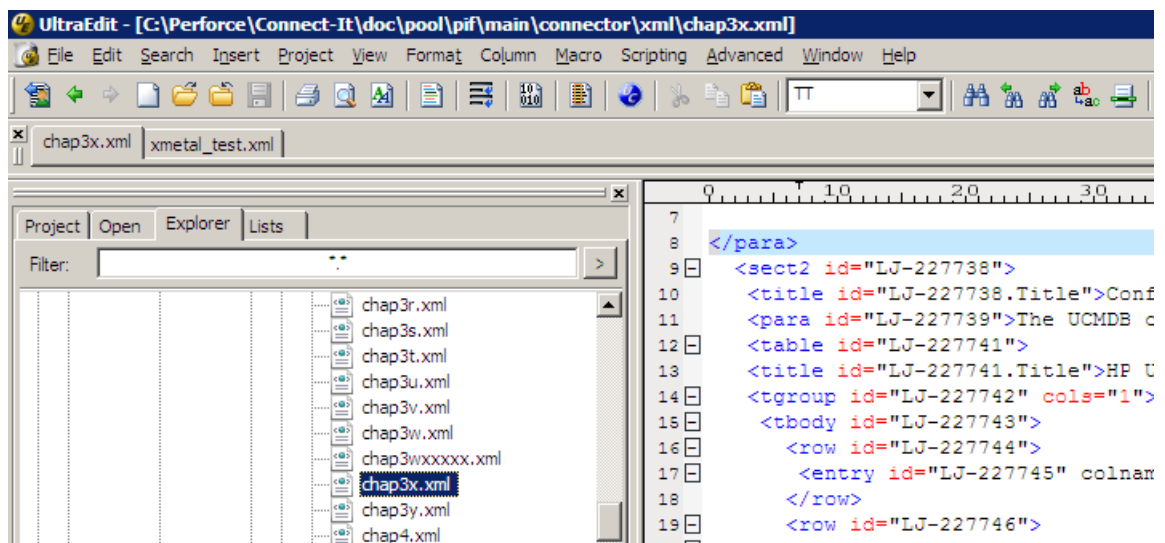 UltraEdit - [C:\Perforce\Connect-It\doc\pool\pif\main\connector\xml\chap3x.xml]
File Edit Search Insert Project View Format Column Macro Scripting Advanced Window Help
TT
chap3x.xml xmetal_test.xml
Project Open Explorer Lists
Filter: *.* >
chap3r.xml
chap3s.xml
chap3t.xml
chap3u.xml
chap3v.xml
chap3w.xml
chap3wxxxxx.xml
chap3x.xml
chap3y.xml
chap4.xml
0 10 20 30
7
8 </para>
9 <sect2 id="LJ-227738">
10 <title id="LJ-227738.Title">Conf
11 <para id="LJ-227739">The UCMDB c
12 <table id="LJ-227741">
13 <title id="LJ-227741.Title">HP U
14 <tgroup id="LJ-227742" cols="1">
15 <tbody id="LJ-227743">
16 <row id="LJ-227744">
17 <entry id="LJ-227745" colnam
18 </row>
19 <row id="LJ-227746">